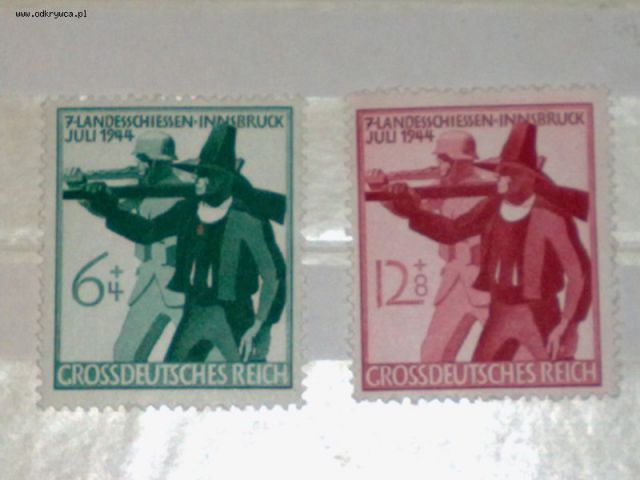 www.odkrywca.pl
7·LANDESSCHIESSEN·INNSBRUCK
JULI 1944
6+4
GROSSDEUTSCHES REICH
7·LANDESSCHIESSEN·INNSBRUCK
JULI 1944
12+8
GROSSDEUTSCHES REICH